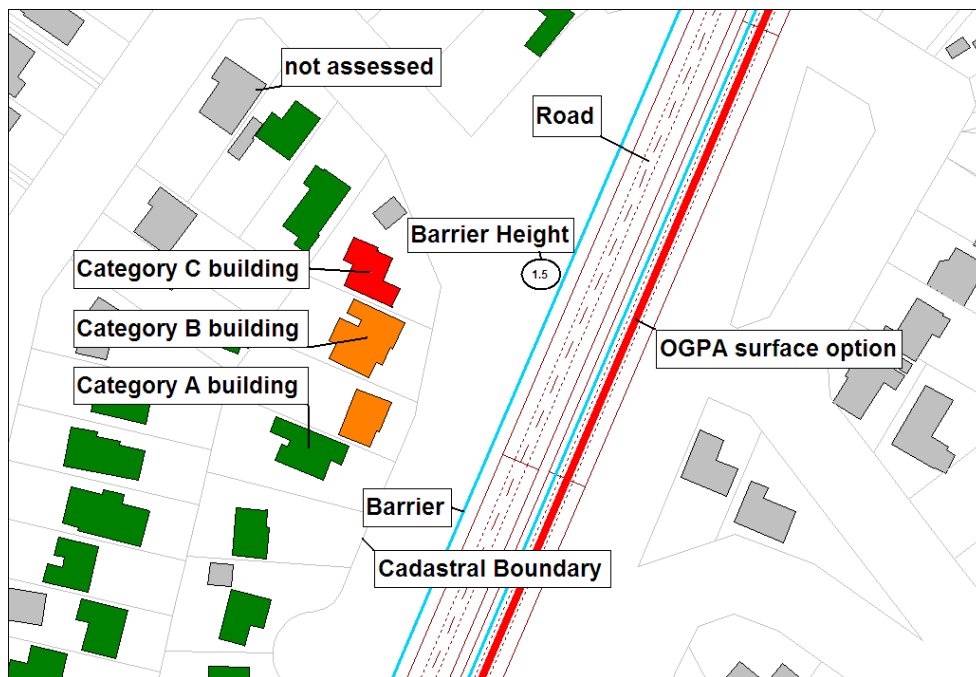 not assessed
Road
Barrier Height
1.5
Category C building
Category B building
OGPA surface option
Category A building
Barrier
Cadastral Boundary